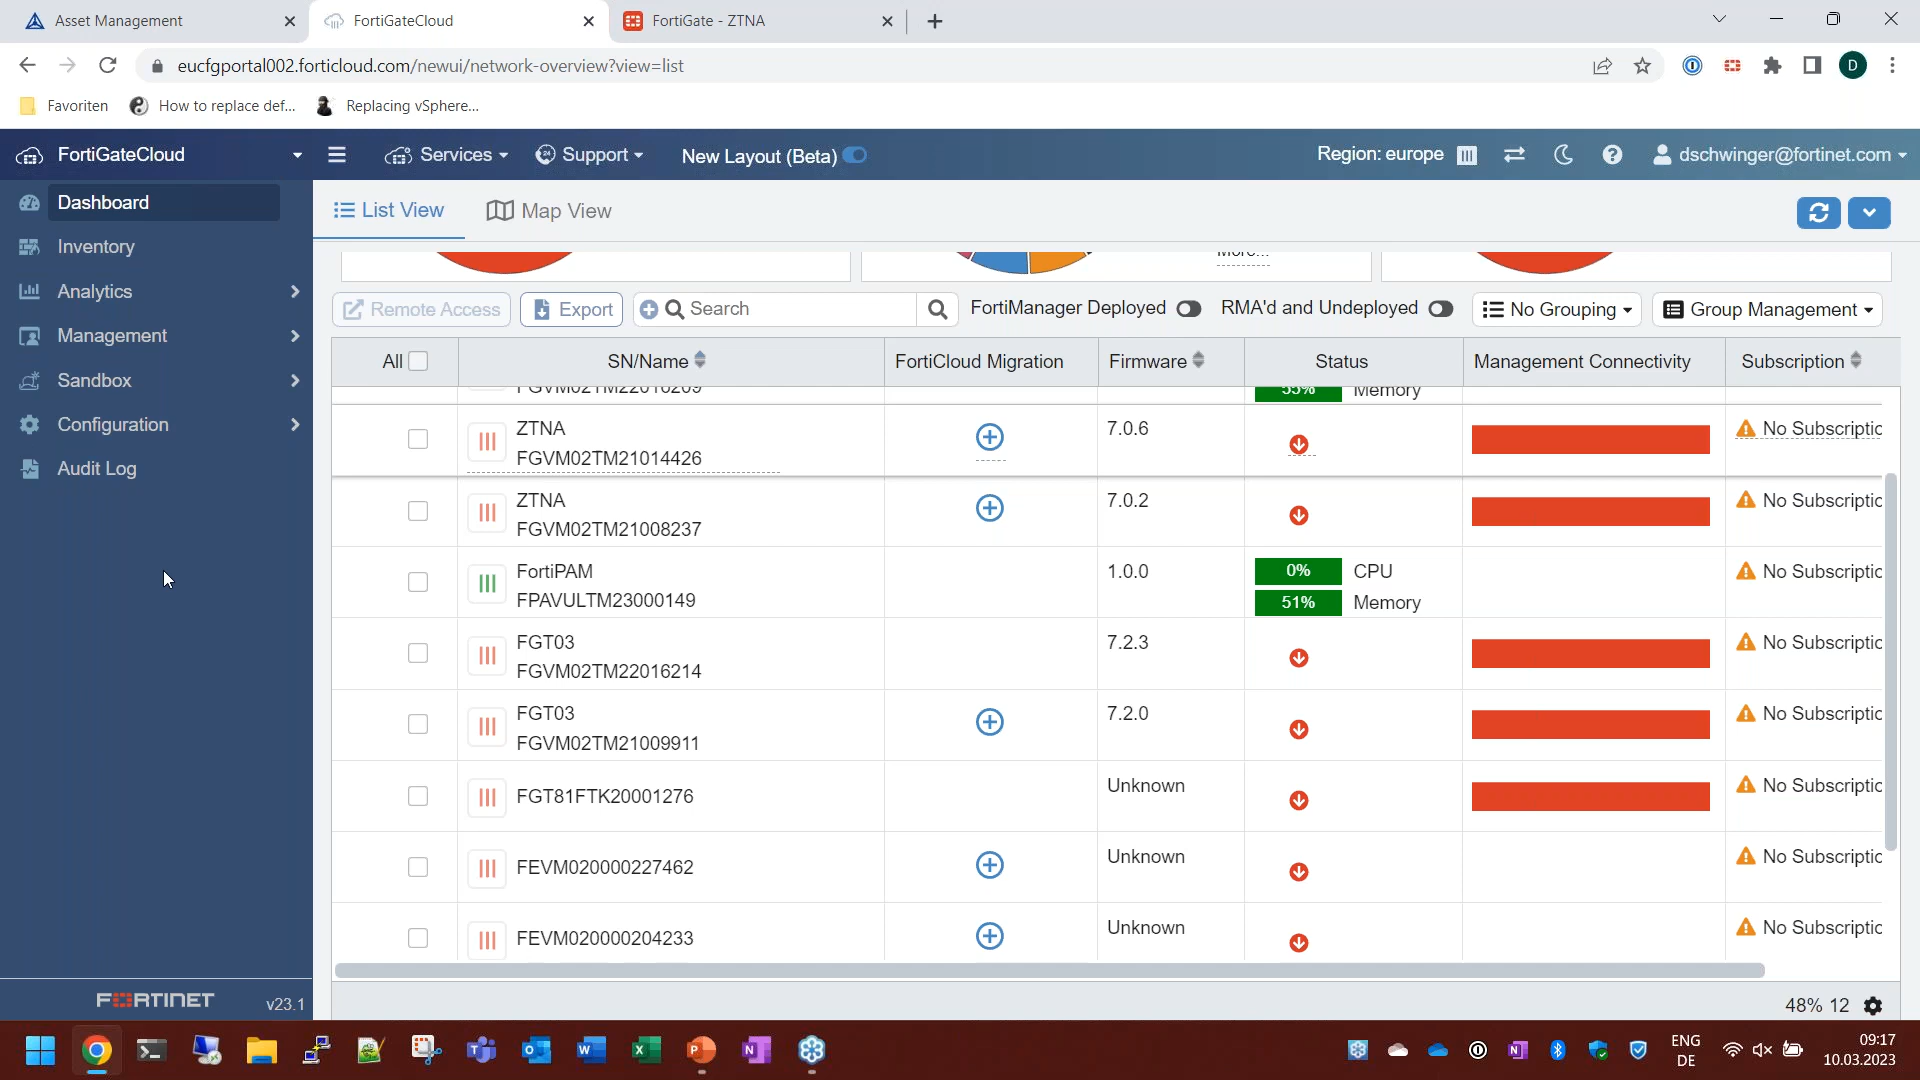 Asset Management
FortiGateCloud
FortiGate - ZTNA
eucfgportal002.forticloud.com/newui/network-overview?view=list
D
Favoriten
How to replace def...
Replacing vSphere...
FortiGateCloud
Services
Support
New Layout (Beta)
Region: europe
dschwinger@fortinet.com
Dashboard
Inventory
Analytics
Management
Sandbox
Configuration
Audit Log
FORTINET
v23.1
List View
Map View
More...
Remote Access
Export
Search
FortiManager Deployed
RMA'd and Undeployed
No Grouping
Group Management
All
SN/Name
FortiCloud Migration
Firmware
Status
Management Connectivity
Subscription
FGVM02TM22016209
55%
Memory
ZTNA
FGVM02TM21014426
7.0.6
No Subscriptic
ZTNA
FGVM02TM21008237
7.0.2
No Subscriptic
FortiPAM
FPAVULTM23000149
1.0.0
0%
CPU
51%
Memory
No Subscriptic
FGT03
FGVM02TM22016214
7.2.3
No Subscriptic
FGT03
FGVM02TM21009911
7.2.0
No Subscriptic
FGT81FTK20001276
Unknown
No Subscriptic
FEVM020000227462
Unknown
No Subscriptic
FEVM020000204233
Unknown
No Subscriptic
48% 12
ENG
DE
09:17
10.03.2023